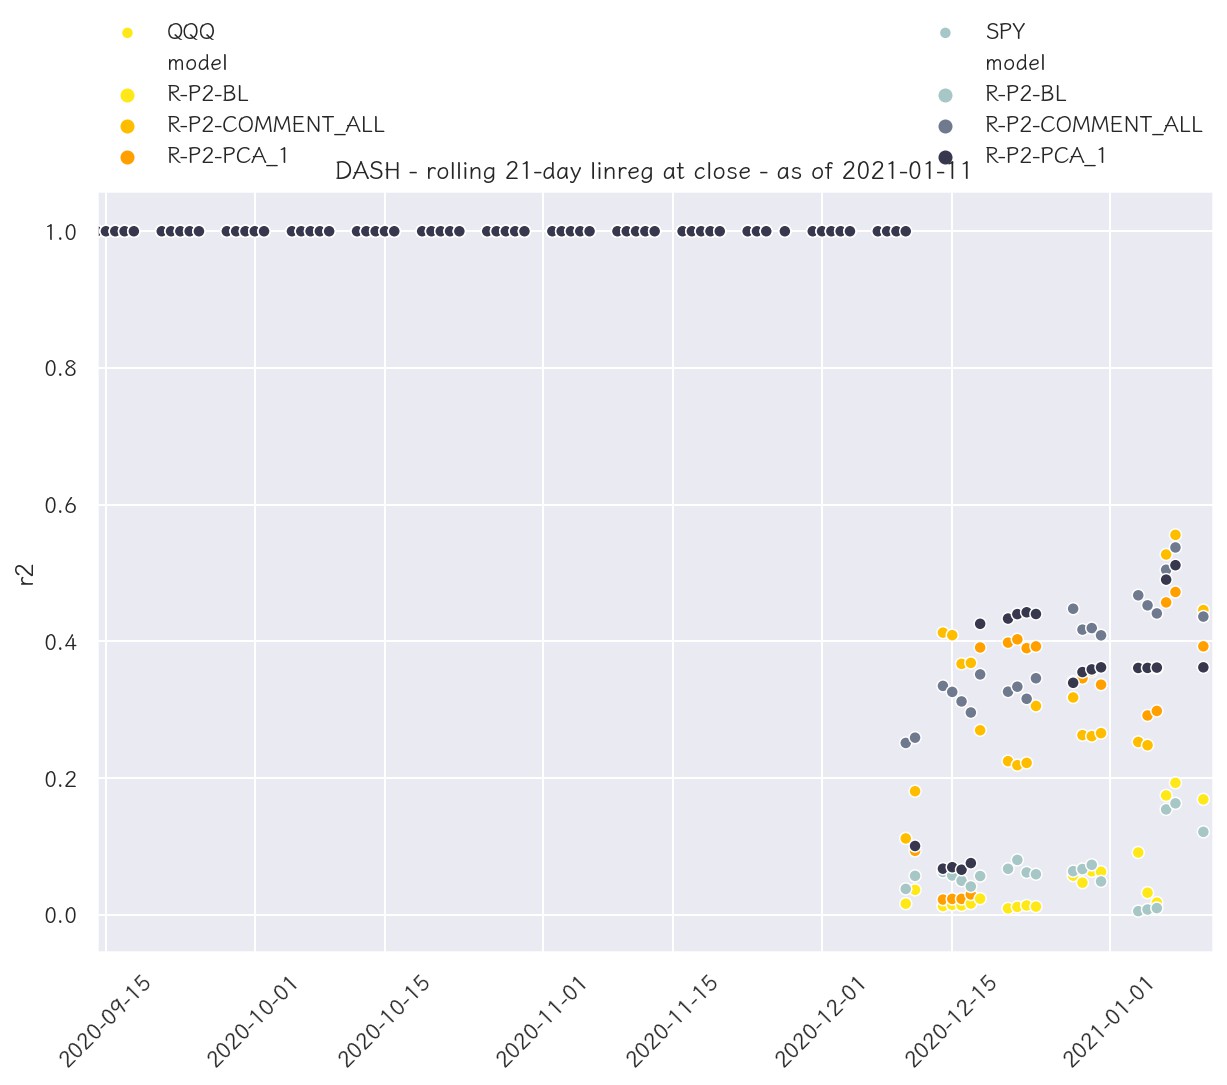 QQQ
model
R-P2-BL
R-P2-COMMENT_ALL
R-P2-PCA_1
SPY
model
R-P2-BL
R-P2-COMMENT_ALL
R-P2-PCA_1
DASH - rolling 21-day linreg at close - as of 2021-01-11
1.0
0.8
0.6
0.4
0.2
0.0
r2
2020-09-15
2020-10-01
2020-10-15
2020-11-01
2020-11-15
2020-12-01
2020-12-15
2021-01-01